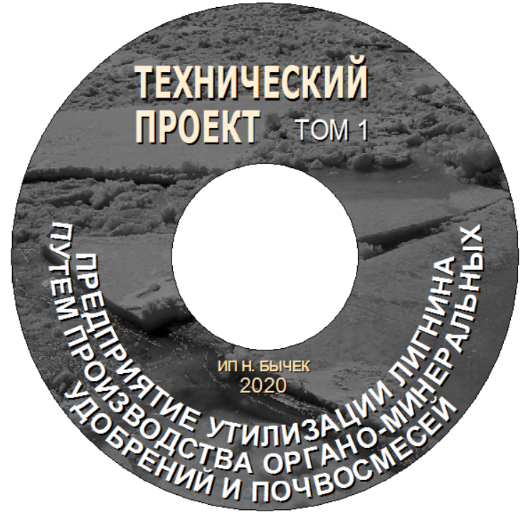 ТЕХНИЧЕСКИЙ
ПРОЕКТ ТОМ 1
ИП Н. БЫЧЕК
2020
ПРЕДПРИЯТИЕ УТИЛИЗАЦИИ ЛИГНИНА
ПУТЕМ ПРОИЗВОДСТВА ОРГАНО-МИНЕРАЛЬНЫХ
УДОБРЕНИЙ И ПОЧВОСМЕСЕЙ